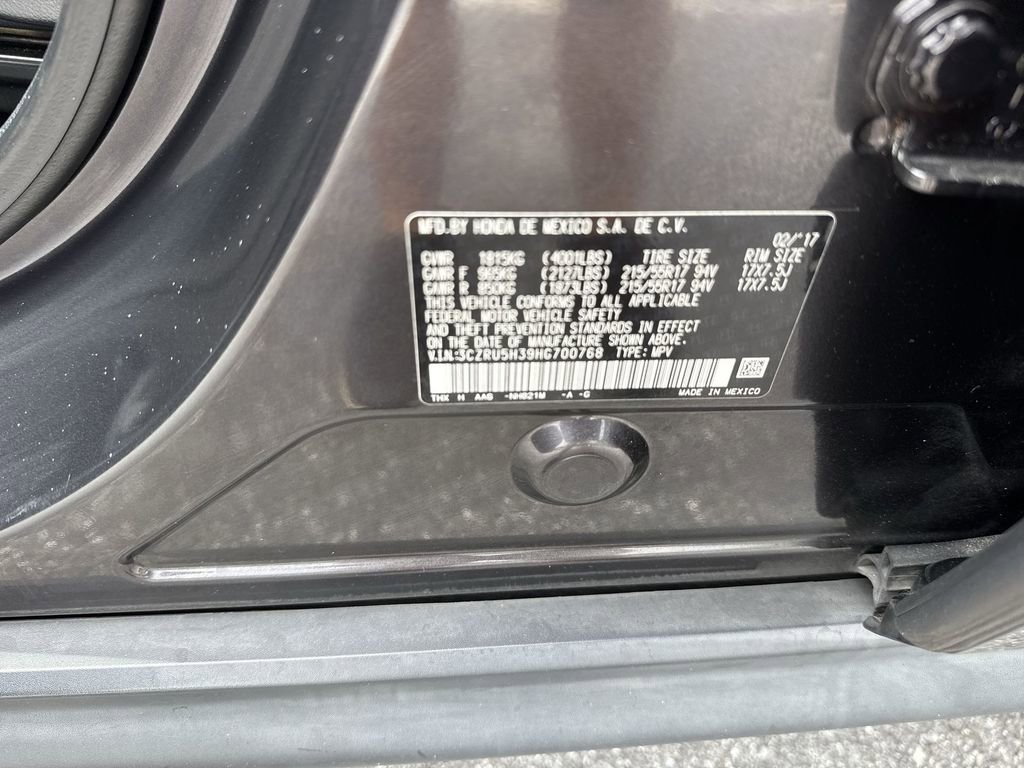 MFD.BY HONDA DE MEXICO S.A. DE C.V. 02/'17
GVWR 1815KG (4001LBS) TIRE SIZE RIM SIZE
GAWR F 965KG (2127LBS) 215/55R17 94V 17X7.5J
GAWR R 850KG (1873LBS) 215/55R17 94V 17X7.5J
THIS VEHICLE CONFORMS TO ALL APPLICABLE
FEDERAL MOTOR VEHICLE SAFETY
AND THEFT PREVENTION STANDARDS IN EFFECT
ON THE DATE OF MANUFACTURE SHOWN ABOVE.
V.I.N:3CZRU5H39HG700768 TYPE: MPV
THX H AAG -NH821M -A -G MADE IN MEXICO